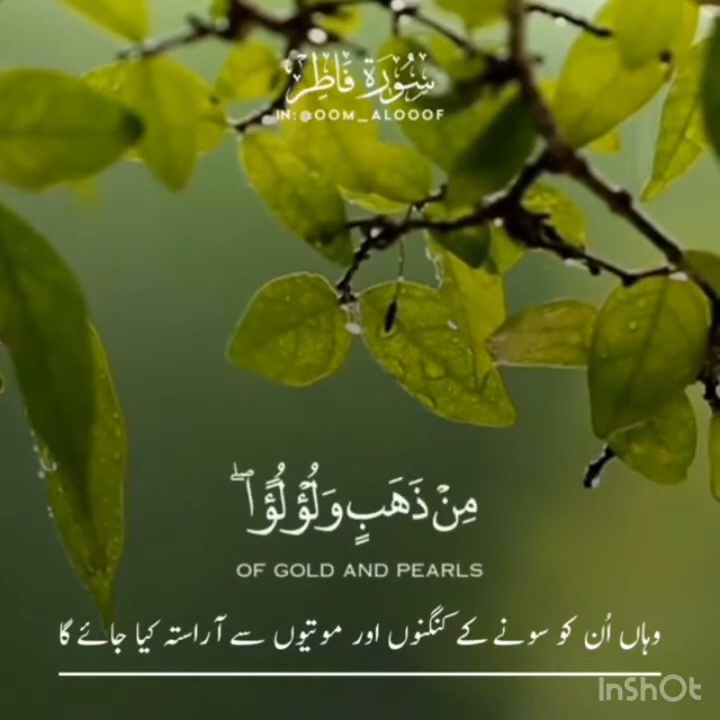 سُورَة فَاطِر
IN:@OOM_ALOOOF
مِن ذَهَبٍ وَلُؤْلُؤًا ۖ
OF GOLD AND PEARLS
وہاں اُن کو سونے کے کنگنوں اور موتیوں سے آراستہ کیا جائے گا
InShOt